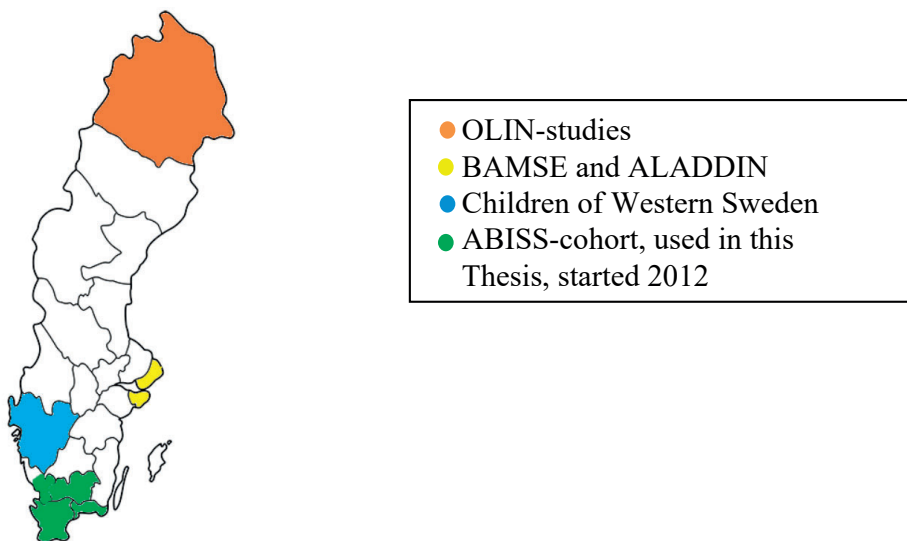 OLIN-studies
BAMSE and ALADDIN
Children of Western Sweden
ABISS-cohort, used in this
Thesis, started 2012